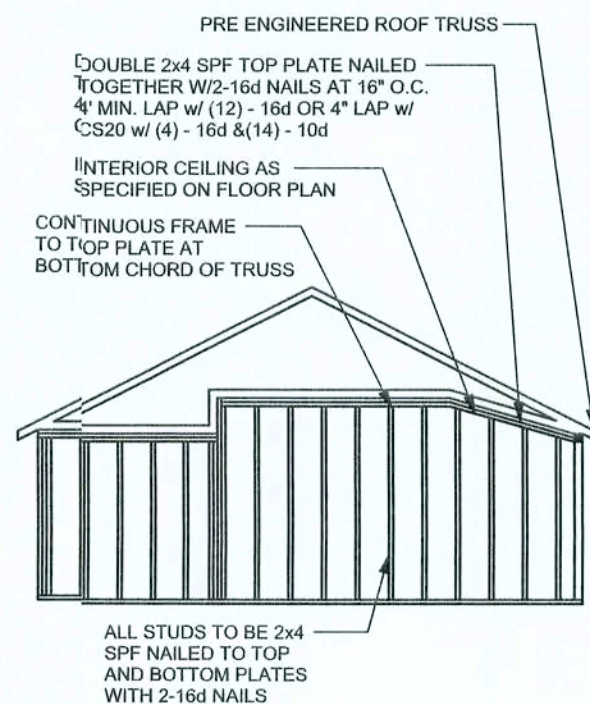 PRE ENGINEERED ROOF TRUSS
DOUBLE 2x4 SPF TOP PLATE NAILED
TOGETHER W/2-16d NAILS AT 16" O.C.
4' MIN. LAP w/ (12) - 16d OR 4" LAP w/
CS20 w/ (4) - 16d &(14) - 10d
INTERIOR CEILING AS
SPECIFIED ON FLOOR PLAN
CONTINUOUS FRAME
TO TOP PLATE AT
BOTTOM CHORD OF TRUSS
ALL STUDS TO BE 2x4
SPF NAILED TO TOP
AND BOTTOM PLATES
WITH 2-16d NAILS